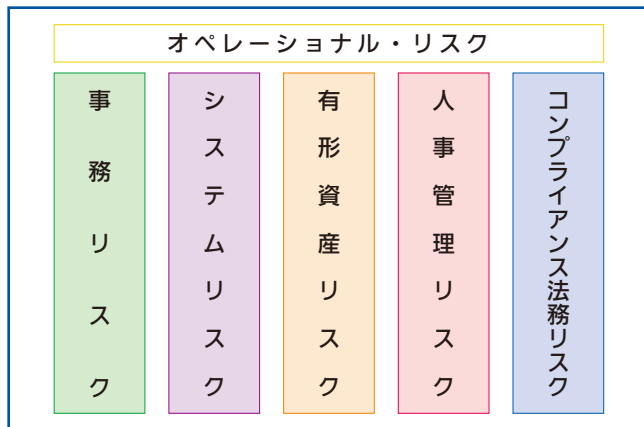 オペレーショナル・リスク
事務リスク
システムリスク
有形資産リスク
人事管理リスク
コンプライアンス法務リスク